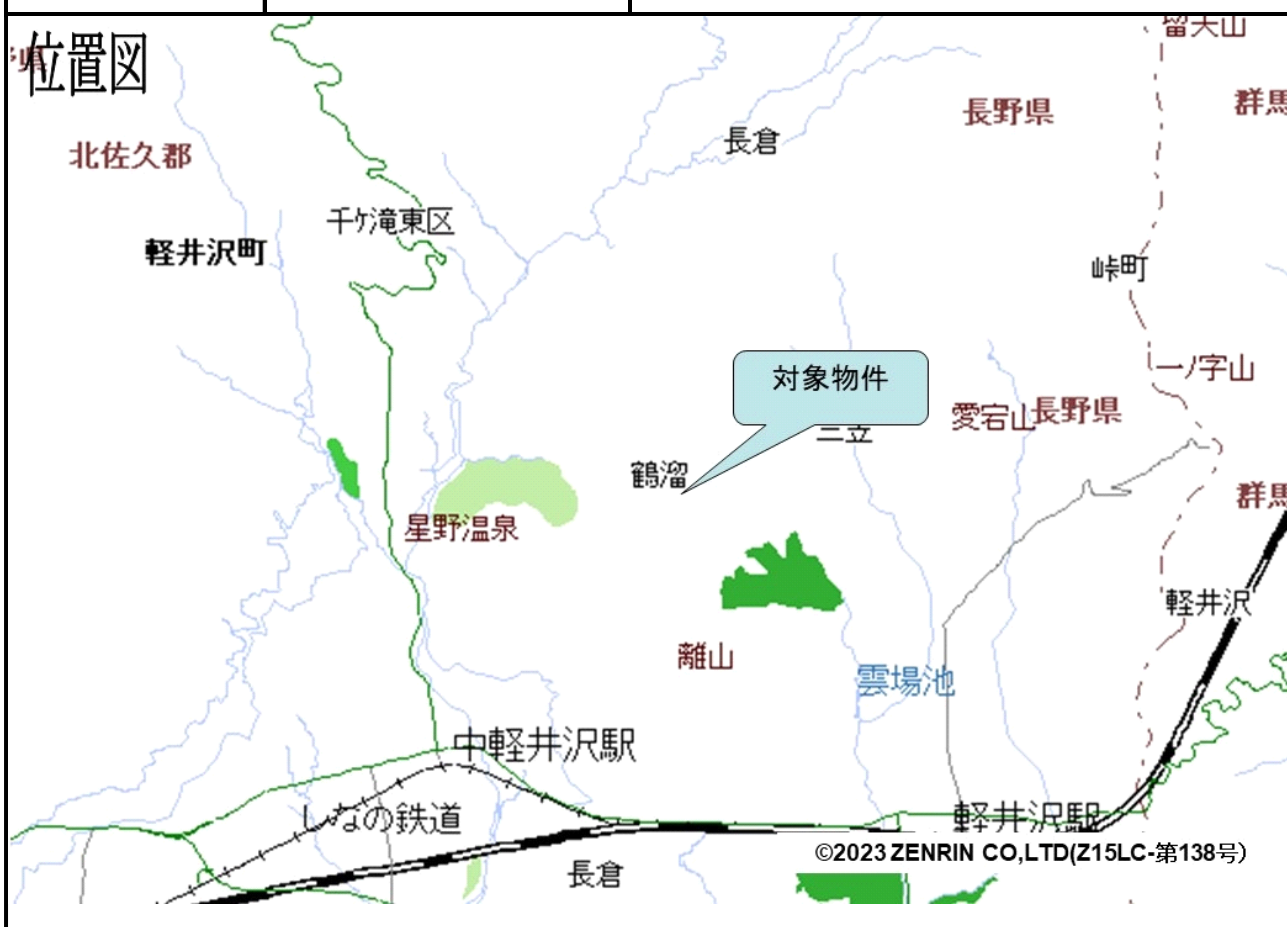 位置図
留夫山
長野県
群馬
長倉
北佐久郡
千ケ滝東区
軽井沢町
峠町
一ノ字山
対象物件
愛宕山
長野県
三立
鶴溜
群馬
星野温泉
軽井沢
離山
雲場池
中軽井沢駅
しなの鉄道
軽井沢駅
©2023 ZENRIN CO,LTD(Z15LC-第138号)
長倉